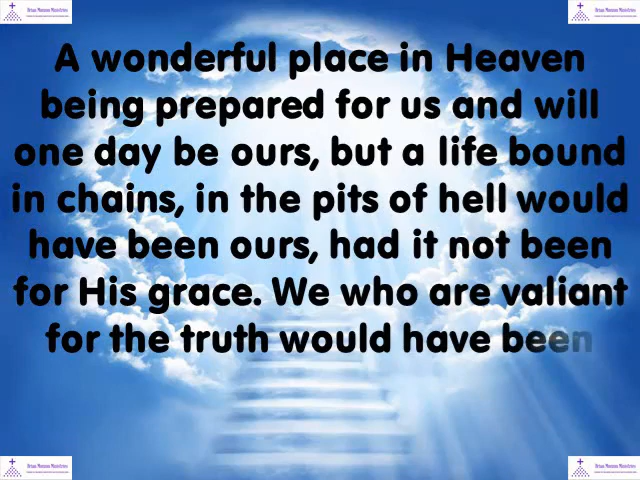 A wonderful place in Heaven
being prepared for us and will
one day be ours, but a life bound
in chains, in the pits of hell would
have been ours, had it not been
for His grace. We who are valiant
for the truth would have been